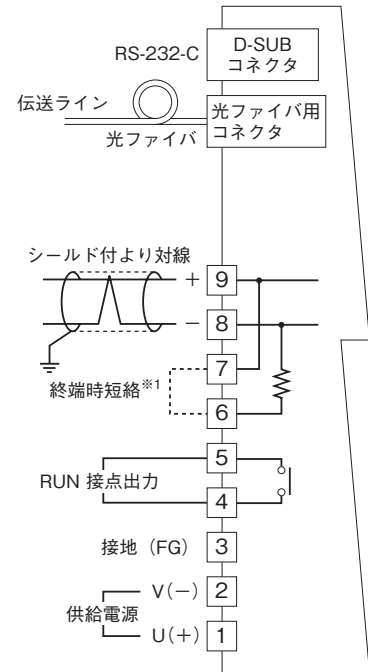 RS-232-C
D-SUB
コネクタ
伝送ライン
光ファイバ
光ファイバ用
コネクタ
シールド付より対線
+ 9
− 8
7
終端時短絡※1
6
5
RUN 接点出力
4
接地（FG） 3
V(−) 2
供給電源
U(+) 1